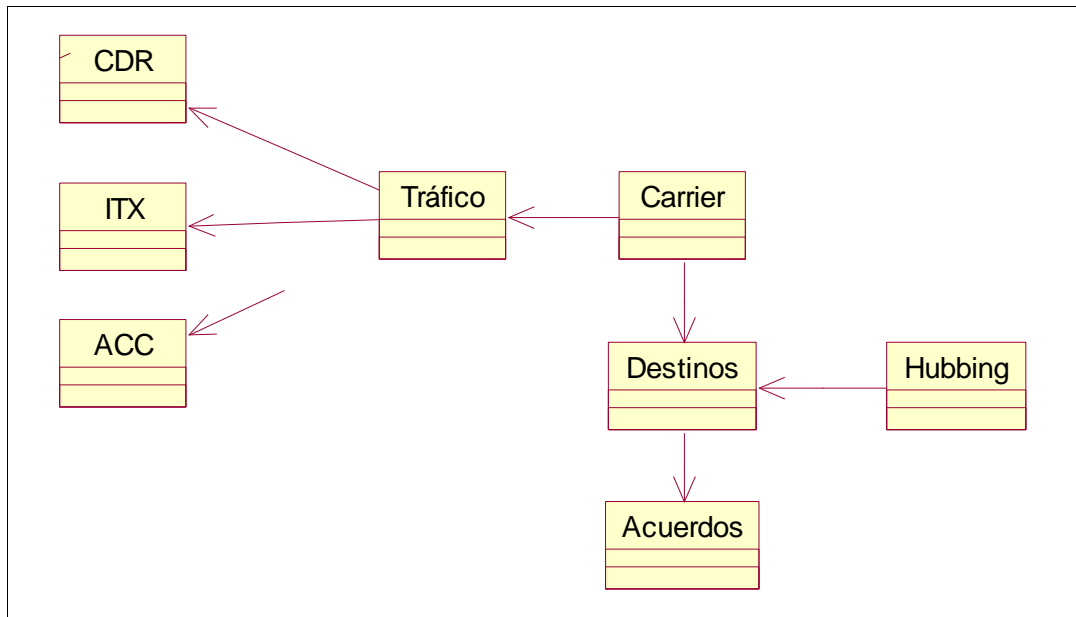 CDR
ITX
ACC
Tráfico
Carrier
Destinos
Hubbing
Acuerdos